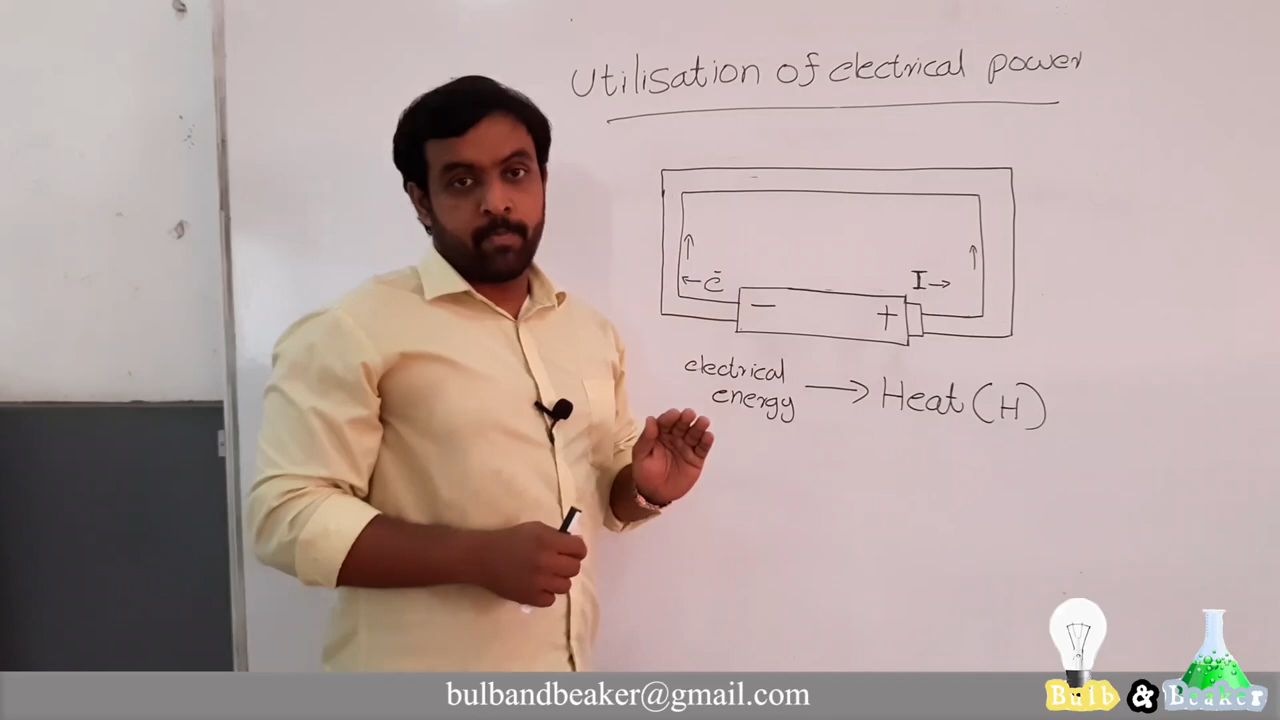 Utilisation of electrical power
I →
← ē
− +
electrical
energy → Heat (H)
bulbandbeaker@gmail.com
Bulb & Beaker